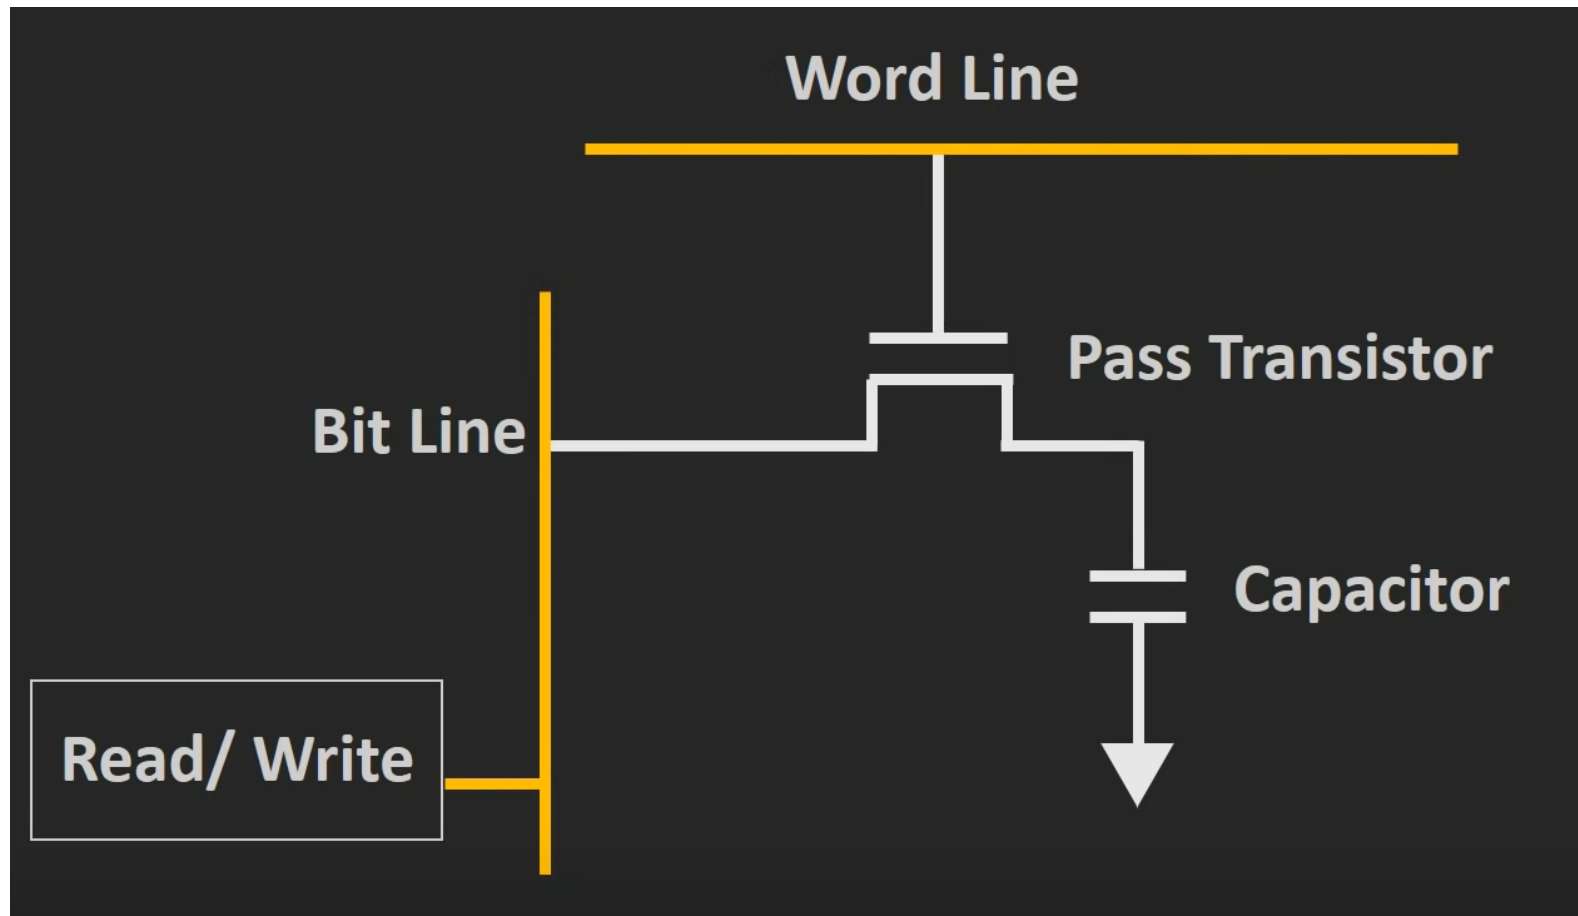 Word Line
Pass Transistor
Bit Line
Capacitor
Read/ Write